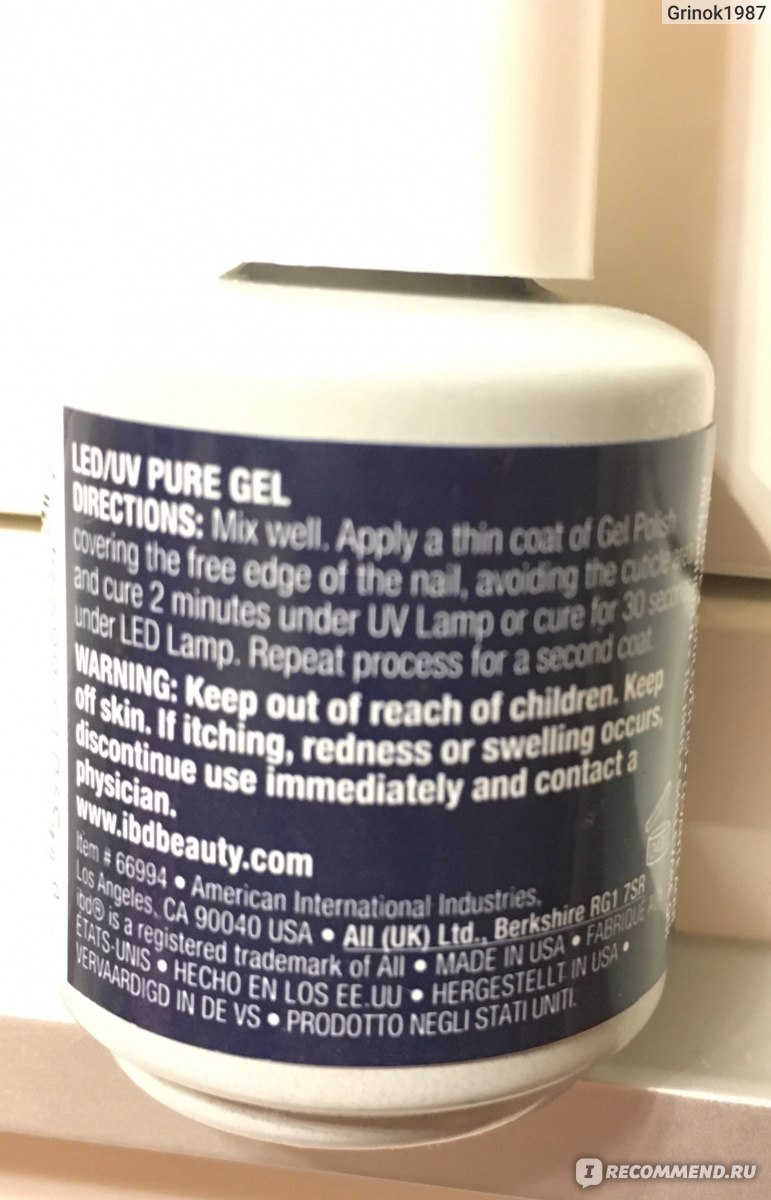 Grinok1987
LED/UV PURE GEL
DIRECTIONS: Mix well. Apply a thin coat of Gel Polish
covering the free edge of the nail, avoiding the cuticle
and cure 2 minutes under UV Lamp or cure for 30
under LED Lamp. Repeat process for a second coat.
WARNING: Keep out of reach of children. Keep
off skin. If itching, redness or swelling occurs,
discontinue use immediately and contact a
physician.
www.ibdbeauty.com
Item # 66994 • American International Industries,
Los Angeles, CA 90040 USA • AII (UK) Ltd., Berkshire RG1 7SR
ibd® is a registered trademark of AII • MADE IN USA • FABRIQUÉ
ÉTATS-UNIS • HECHO EN LOS EE.UU • HERGESTELLT IN USA •
VERVAARDIGD IN DE VS • PRODOTTO NEGLI STATI UNITI.
I RECOMMEND.RU